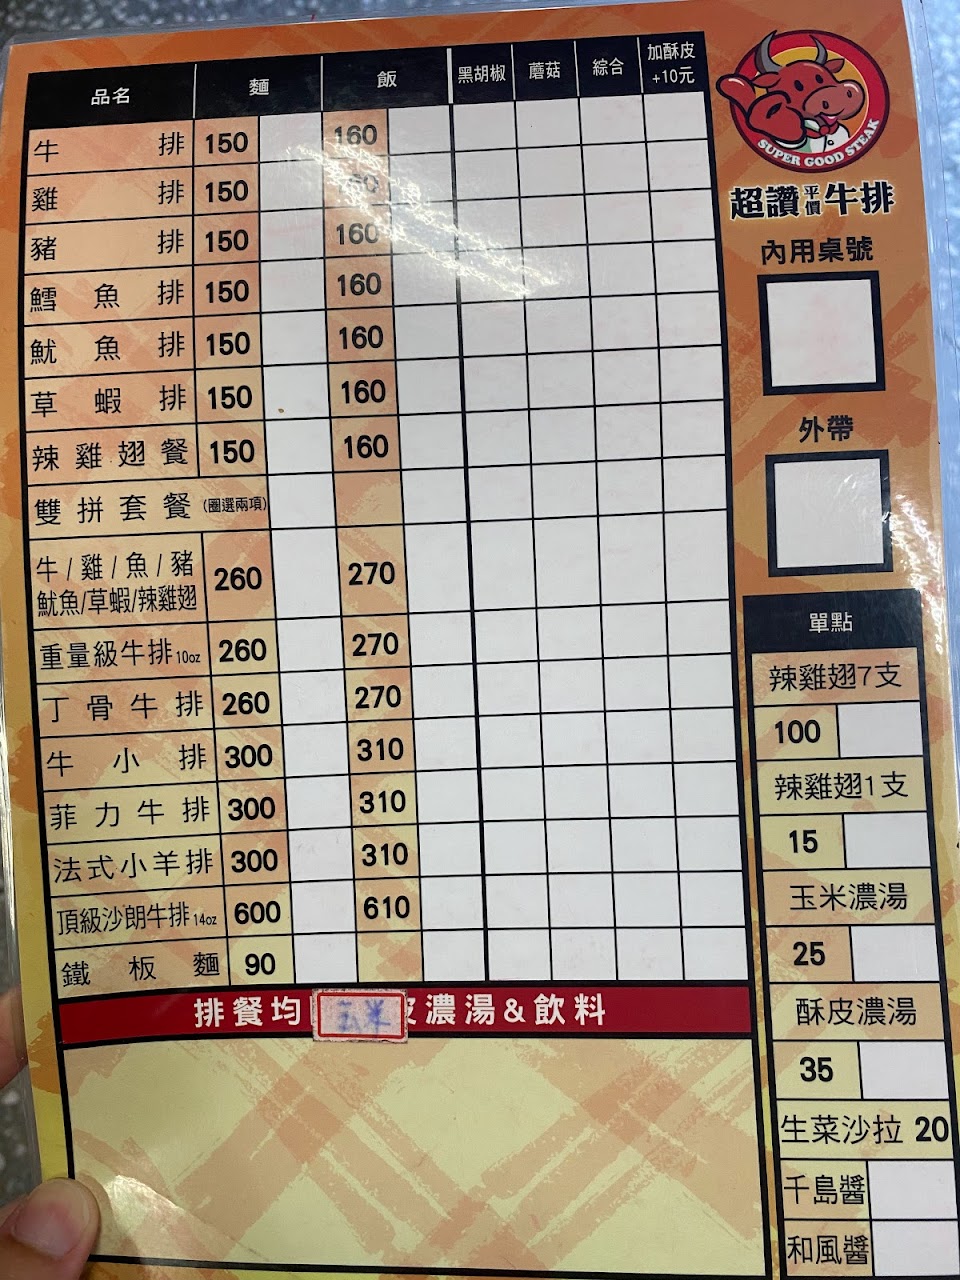 品名 麵 飯 黑胡椒 蘑菇 綜合 加酥皮+10元
牛排 150 160
雞排 150
豬排 150 160
鱈魚排 150 160
魷魚排 150 160
草蝦排 150 160
辣雞翅餐 150 160
雙拼套餐 (圈選兩項)
牛/雞/魚/豬
魷魚/草蝦/辣雞翅 260 270
重量級牛排10oz 260 270
丁骨牛排 260 270
牛小排 300 310
菲力牛排 300 310
法式小羊排 300 310
頂級沙朗牛排14oz 600 610
鐵板麵 90
排餐均 玉米 濃湯&飲料
SUPER GOOD STEAK
超讚平價牛排
內用桌號
外帶
單點
辣雞翅7支
100
辣雞翅1支
15
玉米濃湯
25
酥皮濃湯
35
生菜沙拉 20
千島醬
和風醬